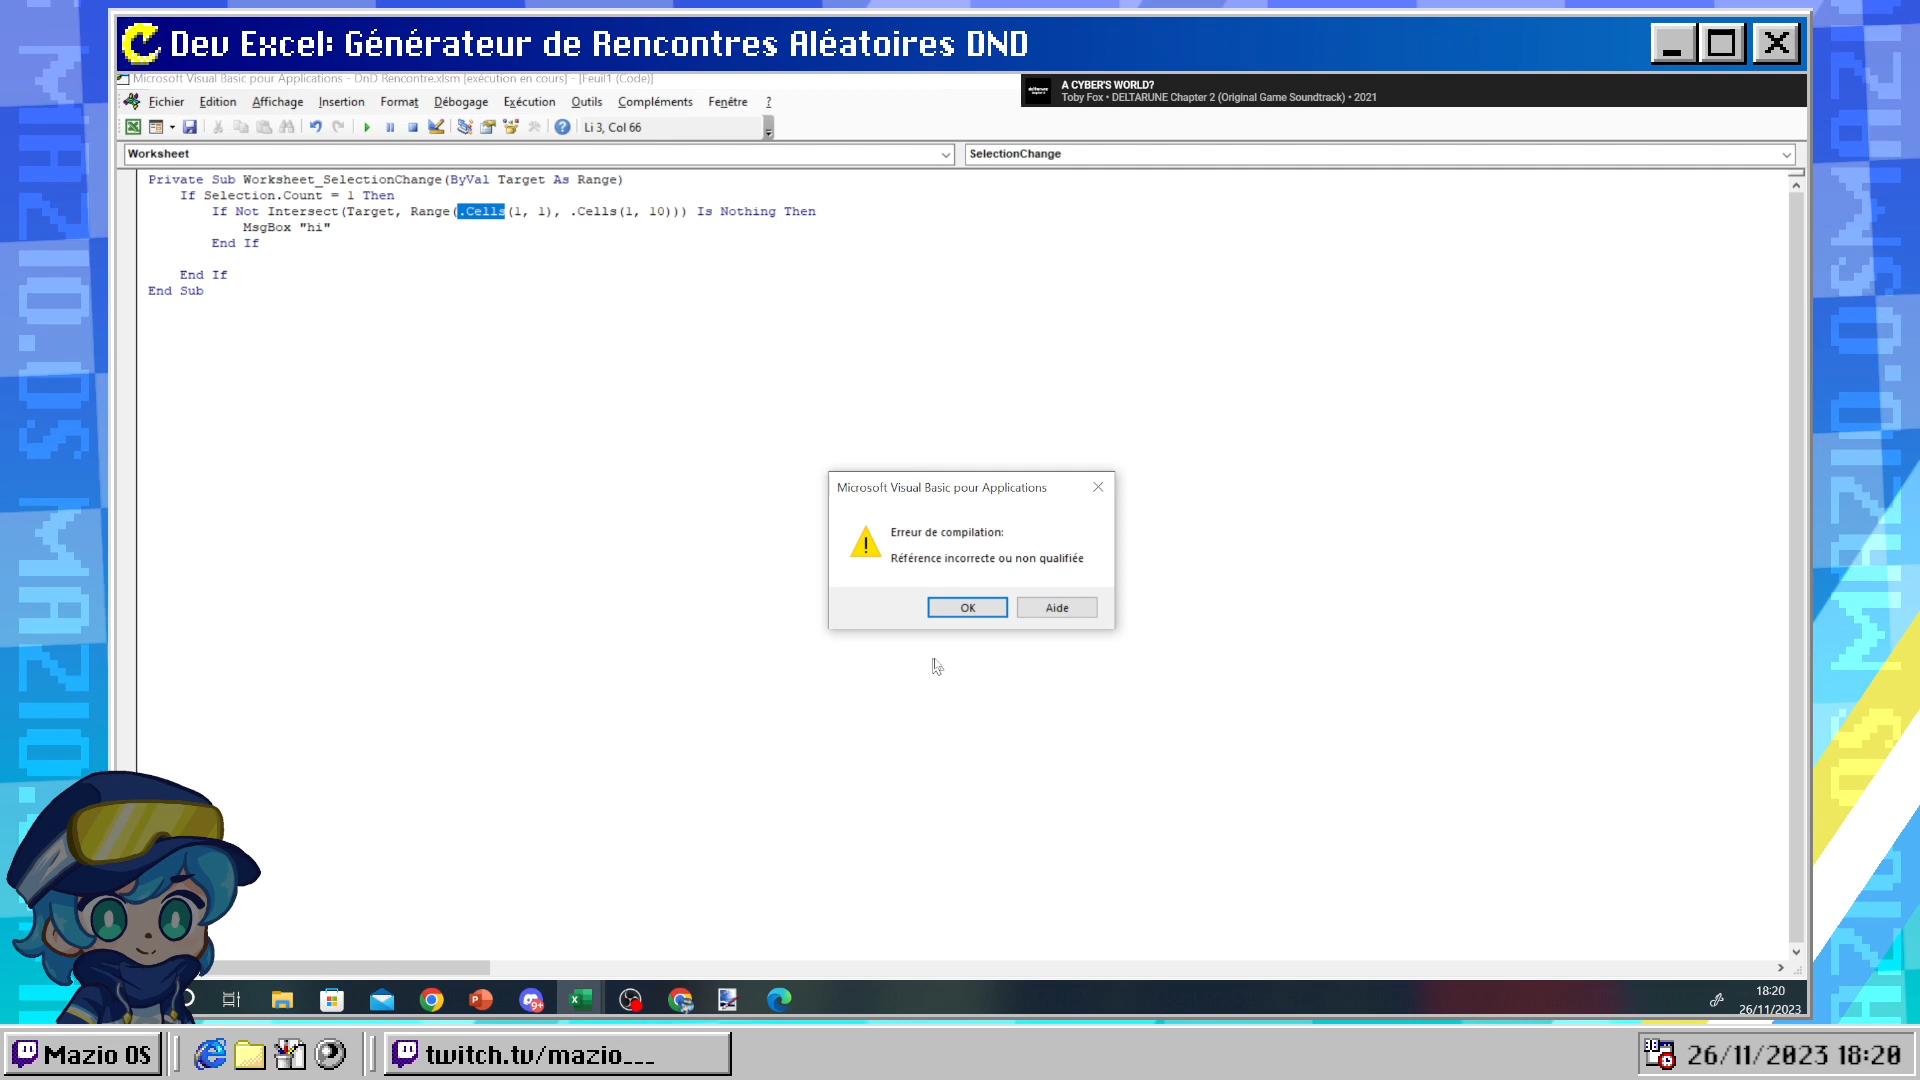 Dev Excel: Générateur de Rencontres Aléatoires DND
Microsoft Visual Basic pour Applications - DnD Rencontre.xlsm [exécution en cours] - [Feuil1 (Code)]
A CYBER'S WORLD?
Toby Fox • DELTARUNE Chapter 2 (Original Game Soundtrack) • 2021
Fichier Edition Affichage Insertion Format Débogage Exécution Outils Compléments Fenêtre ?
Li 3, Col 66
Worksheet
SelectionChange
Private Sub Worksheet_SelectionChange(ByVal Target As Range)
If Selection.Count = 1 Then
If Not Intersect(Target, Range(.Cells(1, 1), .Cells(1, 10))) Is Nothing Then
MsgBox "hi"
End If
End If
End Sub
Microsoft Visual Basic pour Applications
Erreur de compilation:
Référence incorrecte ou non qualifiée
OK
Aide
18:20
26/11/2023
Mazio OS
twitch.tv/mazio___
26/11/2023 18:20
MAZIO.OS
MAZIO